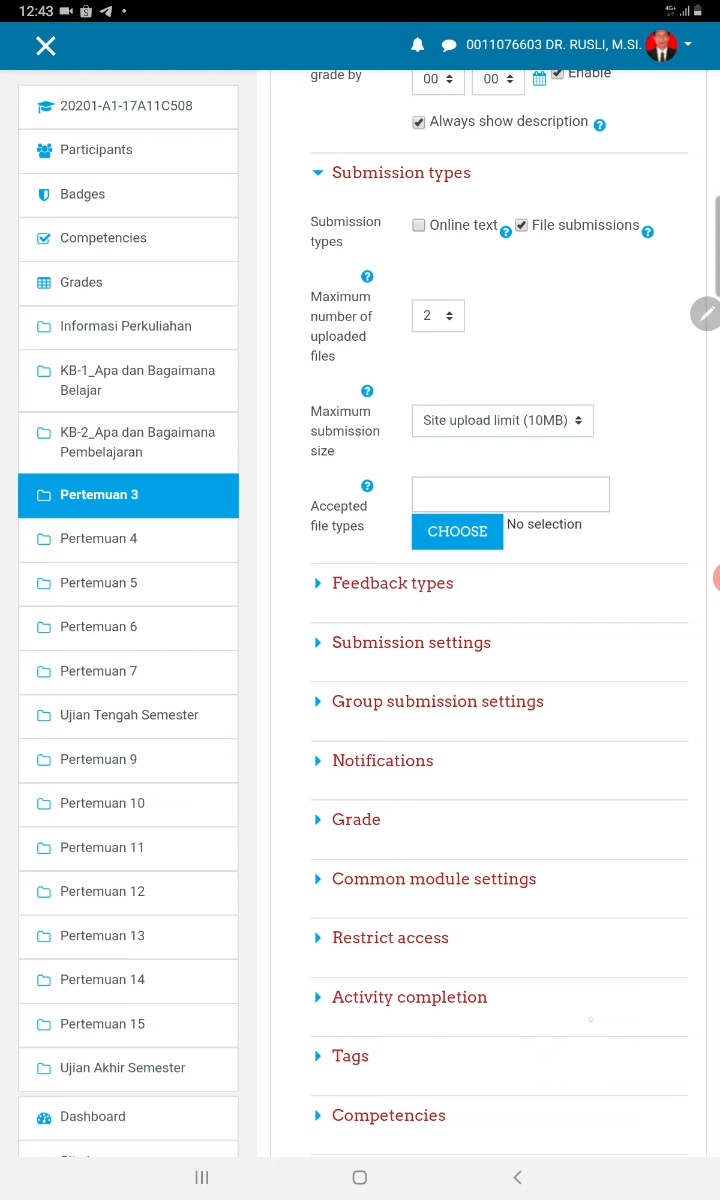 12:43
4G+
0011076603 DR. RUSLI, M.SI.
20201-A1-17A11C508
Participants
Badges
Competencies
Grades
Informasi Perkuliahan
KB-1_Apa dan Bagaimana
Belajar
KB-2_Apa dan Bagaimana
Pembelajaran
Pertemuan 3
Pertemuan 4
Pertemuan 5
Pertemuan 6
Pertemuan 7
Ujian Tengah Semester
Pertemuan 9
Pertemuan 10
Pertemuan 11
Pertemuan 12
Pertemuan 13
Pertemuan 14
Pertemuan 15
Ujian Akhir Semester
Dashboard
grade by
00 00 Enable
Always show description
Submission types
Submission
types
Online text File submissions
Maximum
number of
uploaded
files
2
Maximum
submission
size
Site upload limit (10MB)
Accepted
file types
CHOOSE No selection
Feedback types
Submission settings
Group submission settings
Notifications
Grade
Common module settings
Restrict access
Activity completion
Tags
Competencies